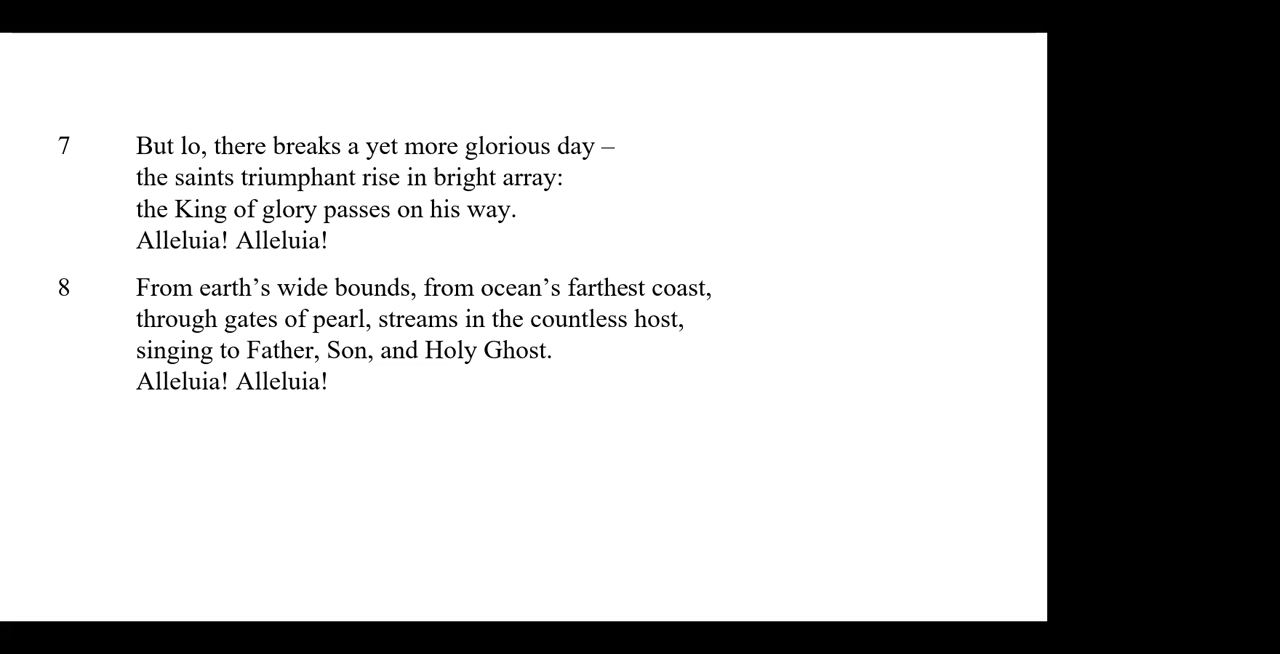 7 But lo, there breaks a yet more glorious day –
the saints triumphant rise in bright array:
the King of glory passes on his way.
Alleluia! Alleluia!
8 From earth’s wide bounds, from ocean’s farthest coast,
through gates of pearl, streams in the countless host,
singing to Father, Son, and Holy Ghost.
Alleluia! Alleluia!